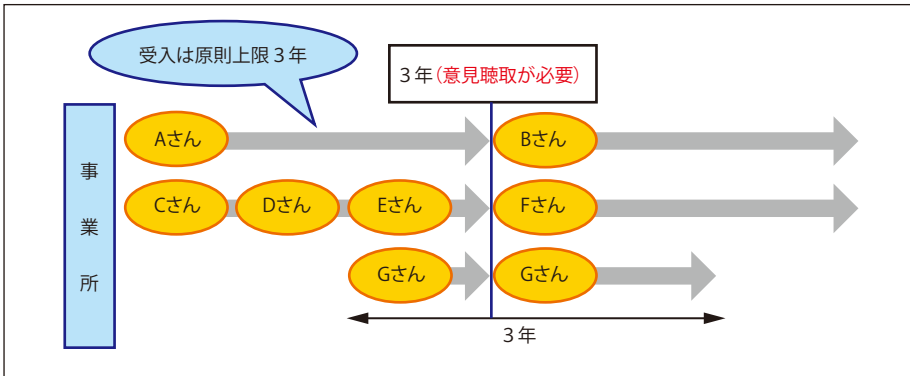 受入は原則上限3年
3年(意見聴取が必要)
事業所
Aさん
Bさん
Cさん
Dさん
Eさん
Fさん
Gさん
Gさん
3年